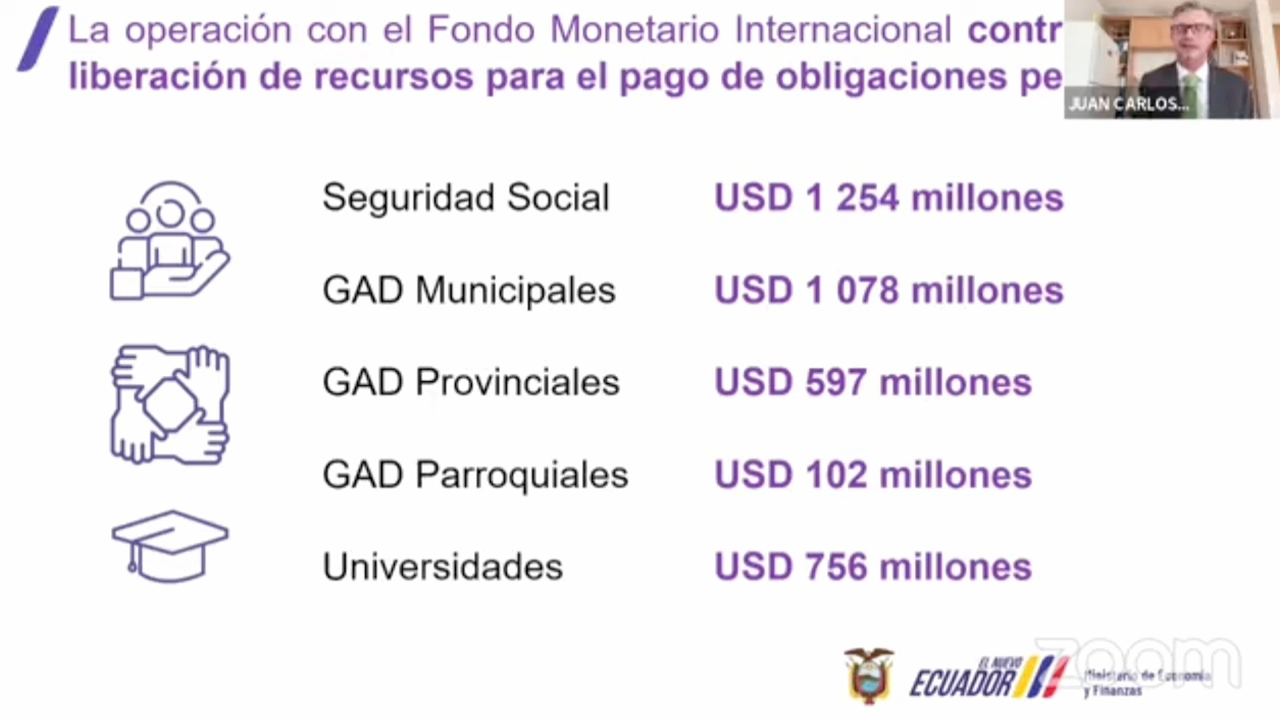 La operación con el Fondo Monetario Internacional contr
liberación de recursos para el pago de obligaciones pe
JUAN CARLOS...
Seguridad Social USD 1 254 millones
GAD Municipales USD 1 078 millones
GAD Provinciales USD 597 millones
GAD Parroquiales USD 102 millones
Universidades USD 756 millones
EL NUEVO
ECUADOR
Ministerio de Economía
y Finanzas
zoom